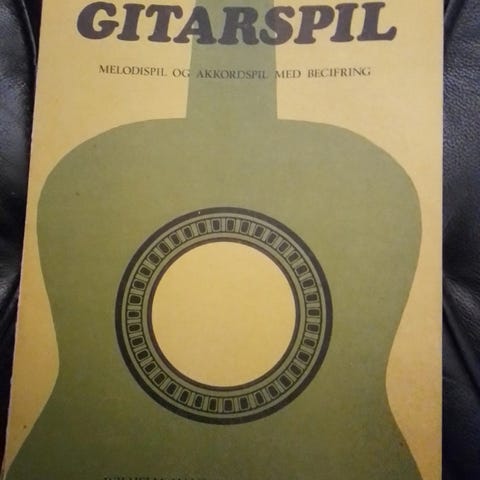 GITARSPIL
MELODISPIL OG AKKORDSPIL MED BECIFRING